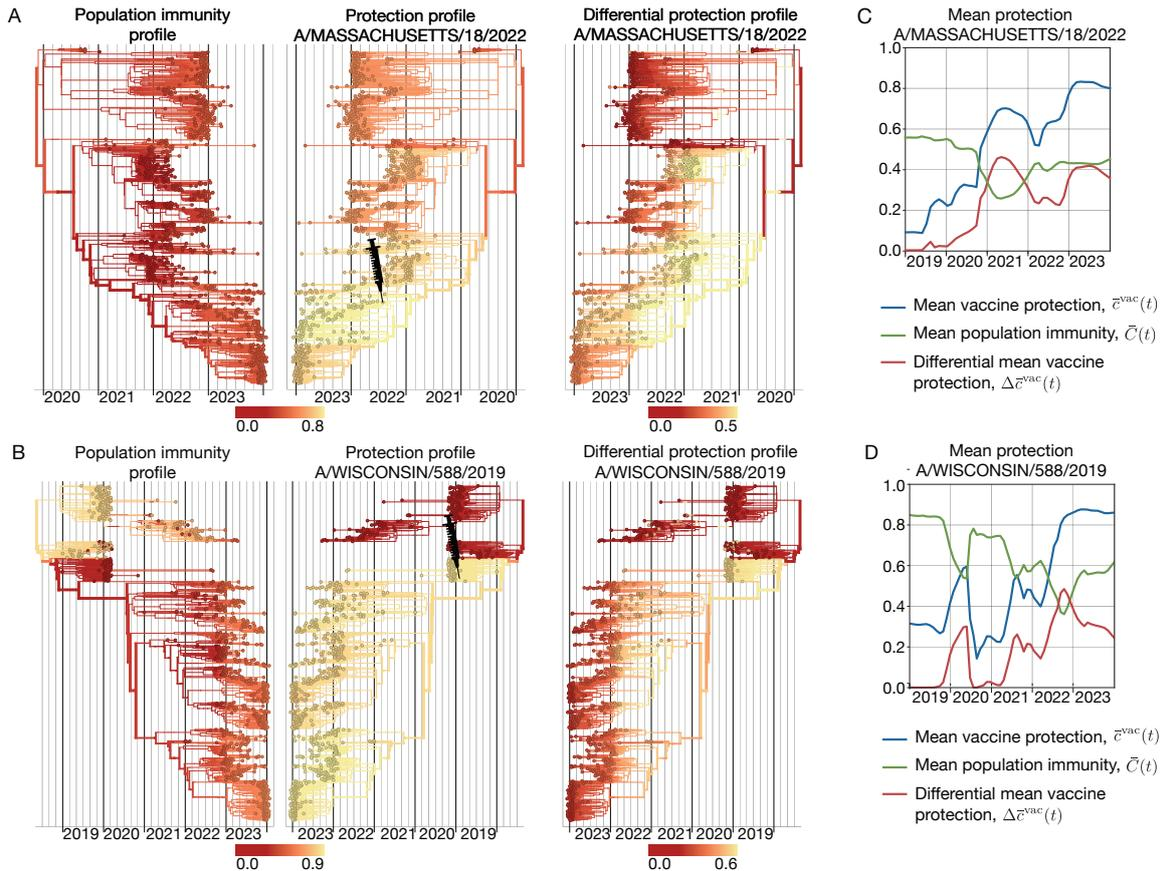 A
Population immunity
profile
Protection profile
A/MASSACHUSETTS/18/2022
Differential protection profile
A/MASSACHUSETTS/18/2022
2020 2021 2022 2023
2023 2022 2021 2020
2023 2022 2021 2020
0.0 0.8
0.0 0.5
C
Mean protection
A/MASSACHUSETTS/18/2022
1.0
0.8
0.6
0.4
0.2
0.0
2019 2020 2021 2022 2023
Mean vaccine protection, c̄ᵛᵃᶜ(t)
Mean population immunity, C̄(t)
Differential mean vaccine
protection, Δc̄ᵛᵃᶜ(t)
B
Population immunity
profile
Protection profile
A/WISCONSIN/588/2019
Differential protection profile
A/WISCONSIN/588/2019
2019 2020 2021 2022 2023
2023 2022 2021 2020 2019
2023 2022 2021 2020 2019
0.0 0.9
0.0 0.6
D
Mean protection
A/WISCONSIN/588/2019
1.0
0.8
0.6
0.4
0.2
0.0
2019 2020 2021 2022 2023
Mean vaccine protection, c̄ᵛᵃᶜ(t)
Mean population immunity, C̄(t)
Differential mean vaccine
protection, Δc̄ᵛᵃᶜ(t)